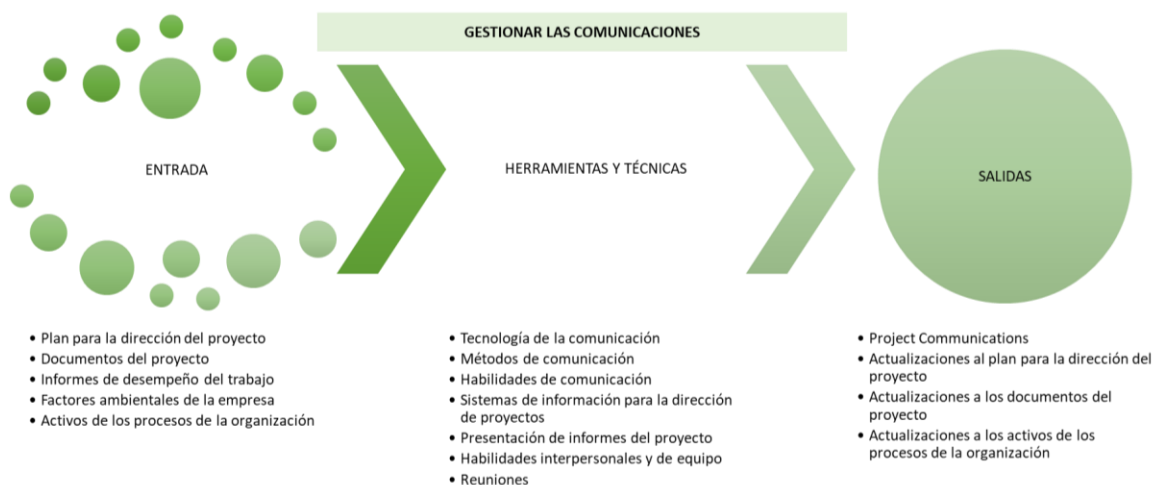 GESTIONAR LAS COMUNICACIONES
ENTRADA
HERRAMIENTAS Y TÉCNICAS
SALIDAS
• Plan para la dirección del proyecto
• Documentos del proyecto
• Informes de desempeño del trabajo
• Factores ambientales de la empresa
• Activos de los procesos de la organización
• Tecnología de la comunicación
• Métodos de comunicación
• Habilidades de comunicación
• Sistemas de información para la dirección
de proyectos
• Presentación de informes del proyecto
• Habilidades interpersonales y de equipo
• Reuniones
• Project Communications
• Actualizaciones al plan para la dirección del
proyecto
• Actualizaciones a los documentos del
proyecto
• Actualizaciones a los activos de los
procesos de la organización